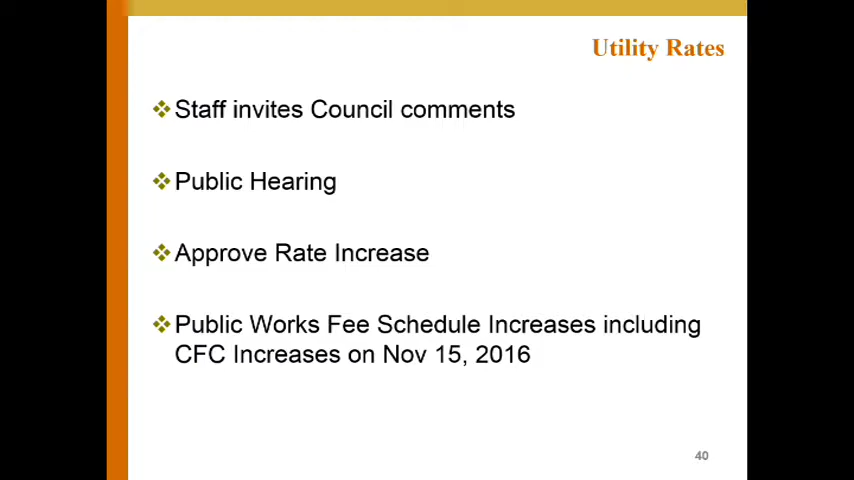 Utility Rates
Staff invites Council comments
Public Hearing
Approve Rate Increase
Public Works Fee Schedule Increases including
CFC Increases on Nov 15, 2016
40